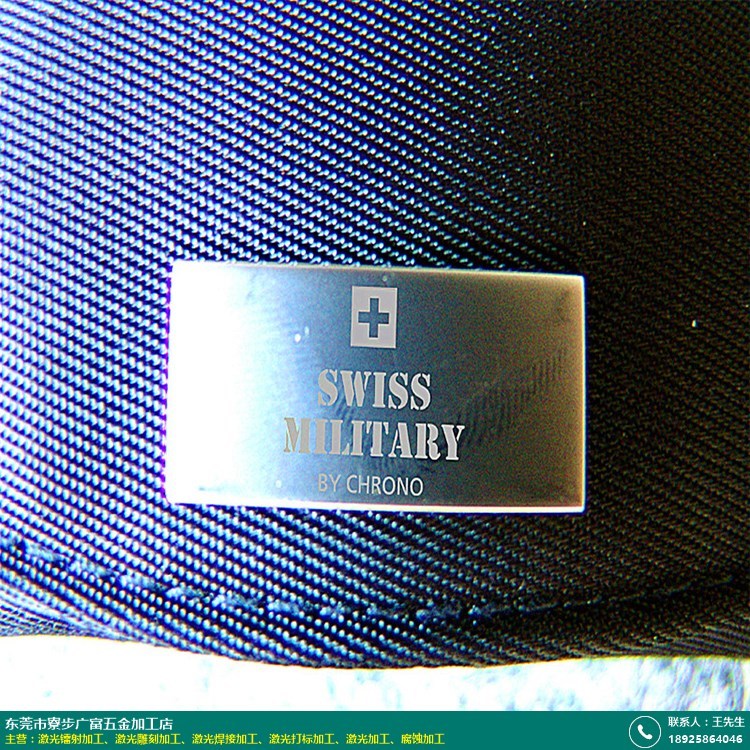 SWISS
MILITARY
BY CHRONO
东莞市寮步广富五金加工店
主营：激光镭射加工、激光雕刻加工、激光焊接加工、激光打标加工、激光加工、腐蚀加工
联系人：王先生
18925864046